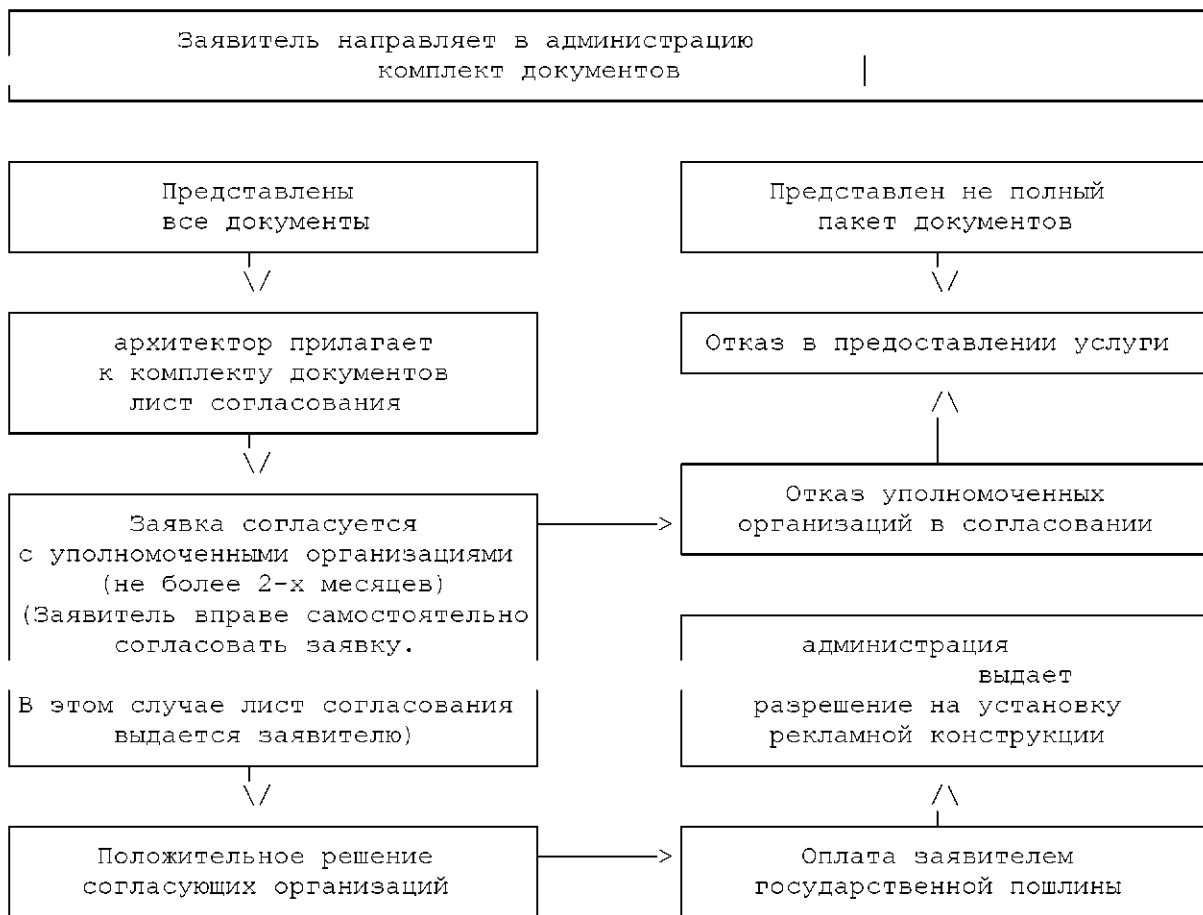 Заявитель направляет в администрацию
комплект документов
Представлены
все документы
Представлен не полный
пакет документов
архитектор прилагает
к комплекту документов
лист согласования
Отказ в предоставлении услуги
Заявка согласуется
с уполномоченными организациями
(не более 2-х месяцев)
(Заявитель вправе самостоятельно
согласовать заявку.
В этом случае лист согласования
выдается заявителю)
Отказ уполномоченных
организаций в согласовании
администрация
выдает
разрешение на установку
рекламной конструкции
Положительное решение
согласующих организаций
Оплата заявителем
государственной пошлины